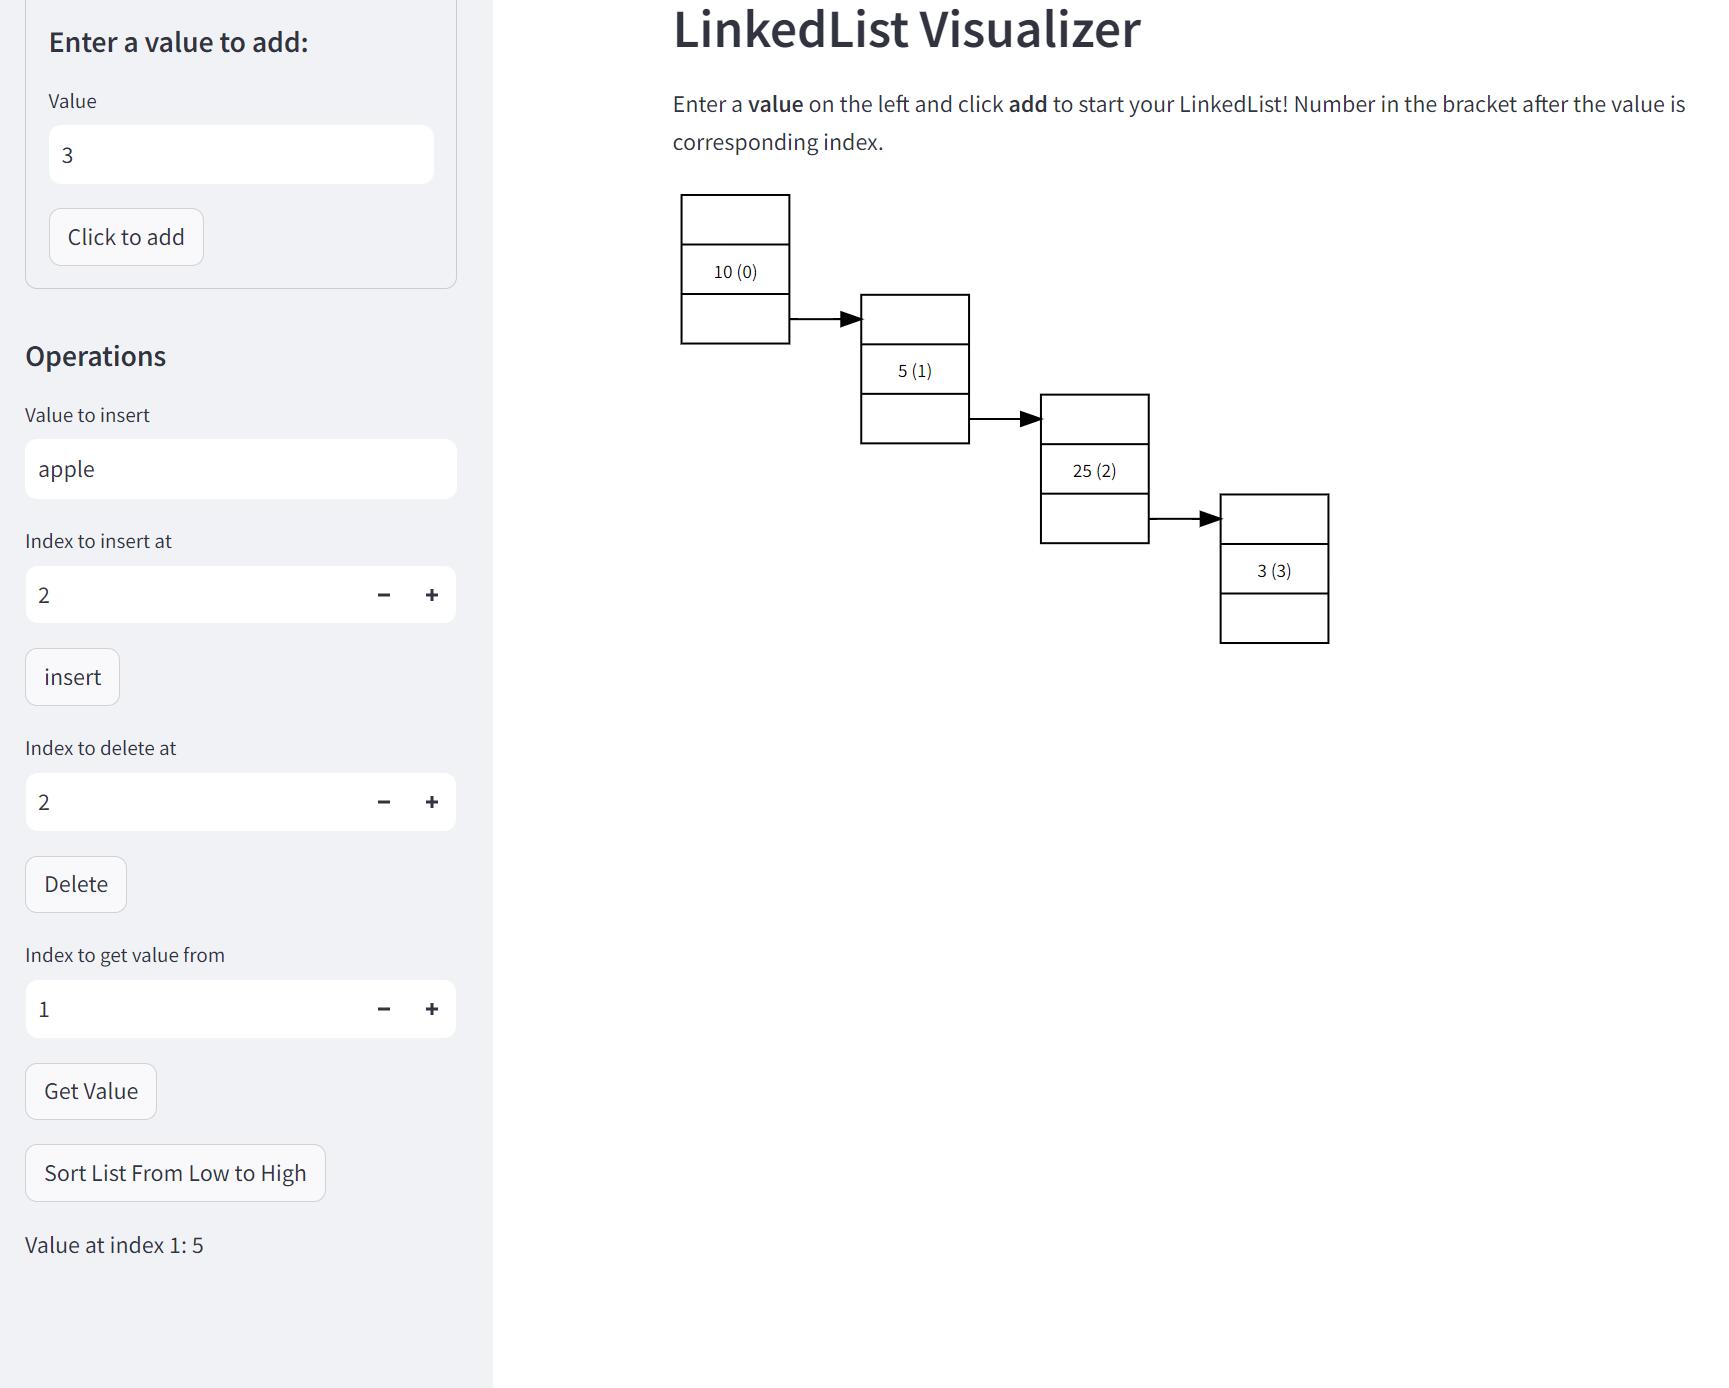 Enter a value to add:
Value
3
Click to add
Operations
Value to insert
apple
Index to insert at
2
insert
Index to delete at
2
Delete
Index to get value from
1
Get Value
Sort List From Low to High
Value at index 1: 5
LinkedList Visualizer
Enter a value on the left and click add to start your LinkedList! Number in the bracket after the value is
corresponding index.
10 (0)
5 (1)
25 (2)
3 (3)